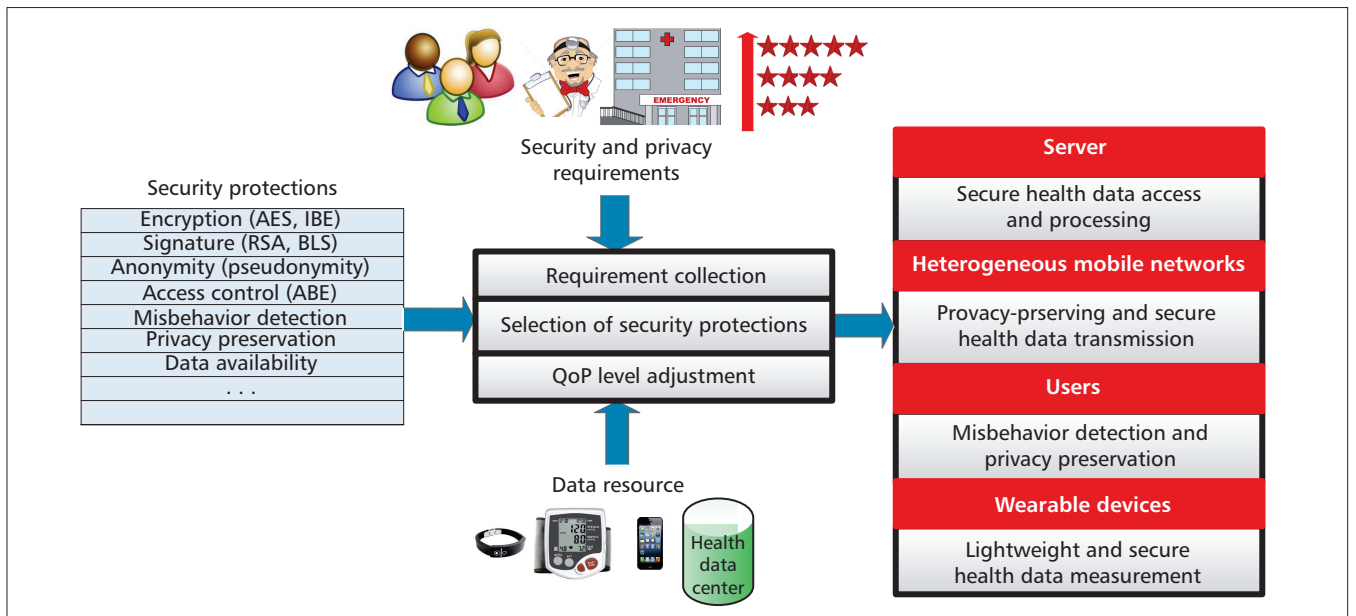 EMERGENCY
Security and privacy
requirements
Security protections
Encryption (AES, IBE)
Signature (RSA, BLS)
Anonymity (pseudonymity)
Access control (ABE)
Misbehavior detection
Privacy preservation
Data availability
. . .
Requirement collection
Selection of security protections
QoP level adjustment
Data resource
120
80
Health
data
center
Server
Secure health data access
and processing
Heterogeneous mobile networks
Provacy-prserving and secure
health data transmission
Users
Misbehavior detection and
privacy preservation
Wearable devices
Lightweight and secure
health data measurement